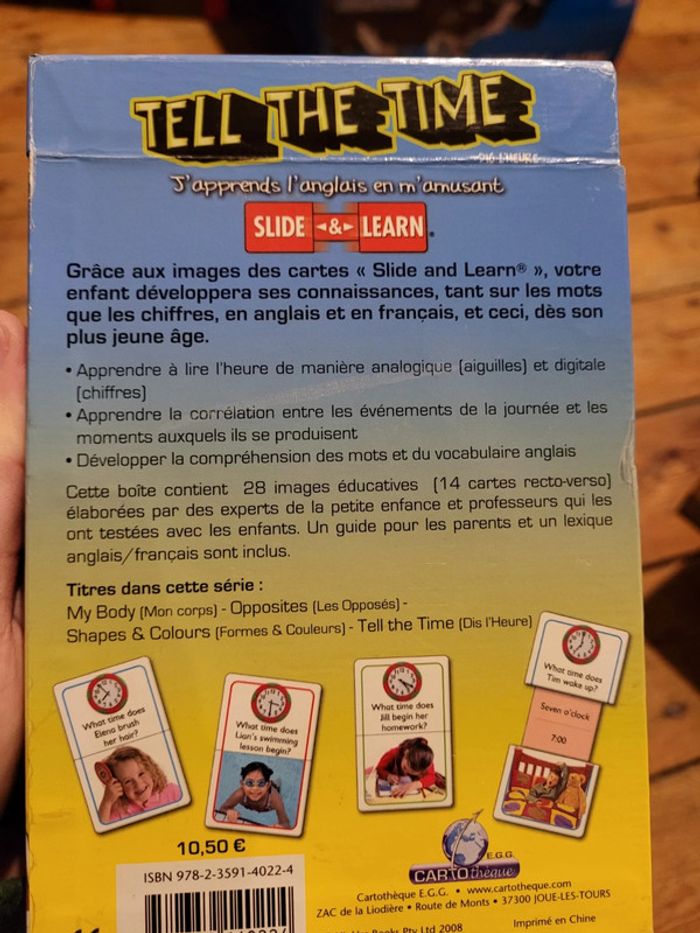 TELL THE TIME
DIS L'HEURE
J'apprends l'anglais en m'amusant
SLIDE & LEARN
Grâce aux images des cartes « Slide and Learn® », votre
enfant développera ses connaissances, tant sur les mots
que les chiffres, en anglais et en français, et ceci, dès son
plus jeune âge.
• Apprendre à lire l'heure de manière analogique (aiguilles) et digitale
(chiffres)
• Apprendre la corrélation entre les événements de la journée et les
moments auxquels ils se produisent
• Développer la compréhension des mots et du vocabulaire anglais
Cette boîte contient 28 images éducatives (14 cartes recto-verso)
élaborées par des experts de la petite enfance et professeurs qui les
ont testées avec les enfants. Un guide pour les parents et un lexique
anglais/français sont inclus.
Titres dans cette série :
My Body (Mon corps) - Opposites (Les Opposés) -
Shapes & Colours (Formes & Couleurs) - Tell the Time (Dis l'Heure)
What time does
Elena brush
her hair?
What time does
Lian's swimming
lesson begin?
What time does
Jill begin her
homework?
What time does
Tim wake up?
Seven o'clock
7:00
10,50 €
ISBN 978-2-3591-4022-4
E.G.G.
CARTOthèque
Cartothèque E.G.G. • www.cartotheque.com
ZAC de la Liodière • Route de Monts • 37300 JOUE-LES-TOURS
Books Pty Ltd 2008
Imprimé en Chine